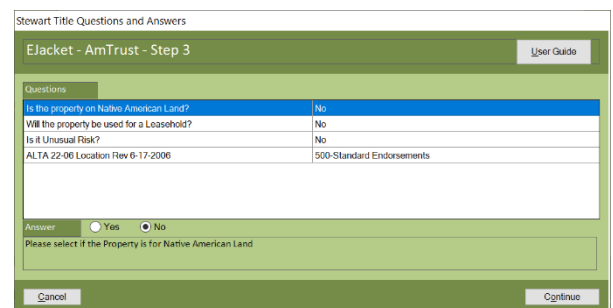 Stewart Title Questions and Answers
EJacket - AmTrust - Step 3
User Guide
Questions
Is the property on Native American Land? No
Will the property be used for a Leasehold? No
Is it Unusual Risk? No
ALTA 22-06 Location Rev 6-17-2006 500-Standard Endorsements
Answer Yes No
Please select if the Property is for Native American Land
Cancel Continue